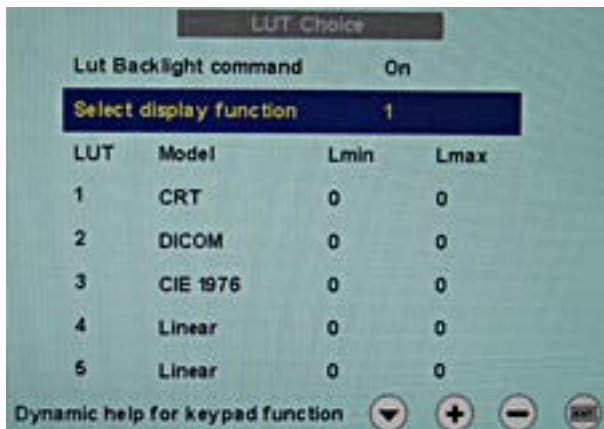 LUT Choice
Lut Backlight command On
Select display function 1
LUT Model Lmin Lmax
1 CRT 0 0
2 DICOM 0 0
3 CIE 1976 0 0
4 Linear 0 0
5 Linear 0 0
Dynamic help for keypad function